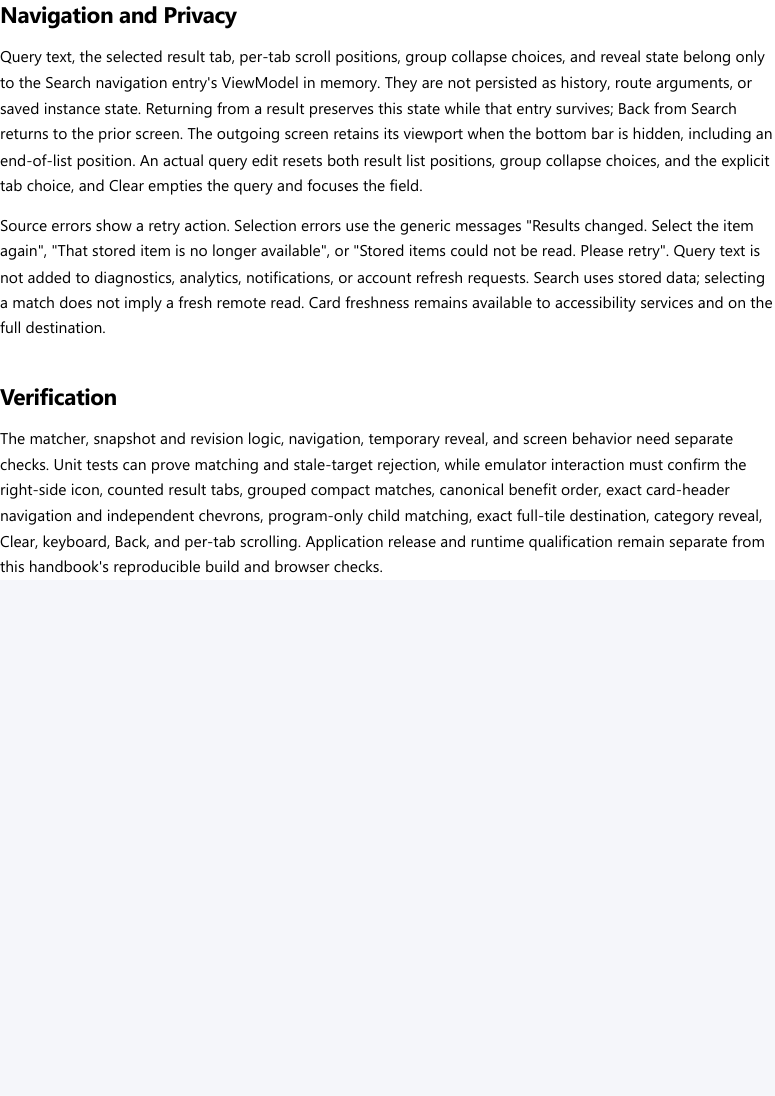 Navigation and Privacy
Query text, the selected result tab, per-tab scroll positions, group collapse choices, and reveal state belong only
to the Search navigation entry's ViewModel in memory. They are not persisted as history, route arguments, or
saved instance state. Returning from a result preserves this state while that entry survives; Back from Search
returns to the prior screen. The outgoing screen retains its viewport when the bottom bar is hidden, including an
end-of-list position. An actual query edit resets both result list positions, group collapse choices, and the explicit
tab choice, and Clear empties the query and focuses the field.
Source errors show a retry action. Selection errors use the generic messages "Results changed. Select the item
again", "That stored item is no longer available", or "Stored items could not be read. Please retry". Query text is
not added to diagnostics, analytics, notifications, or account refresh requests. Search uses stored data; selecting
a match does not imply a fresh remote read. Card freshness remains available to accessibility services and on the
full destination.
Verification
The matcher, snapshot and revision logic, navigation, temporary reveal, and screen behavior need separate
checks. Unit tests can prove matching and stale-target rejection, while emulator interaction must confirm the
right-side icon, counted result tabs, grouped compact matches, canonical benefit order, exact card-header
navigation and independent chevrons, program-only child matching, exact full-tile destination, category reveal,
Clear, keyboard, Back, and per-tab scrolling. Application release and runtime qualification remain separate from
this handbook's reproducible build and browser checks.